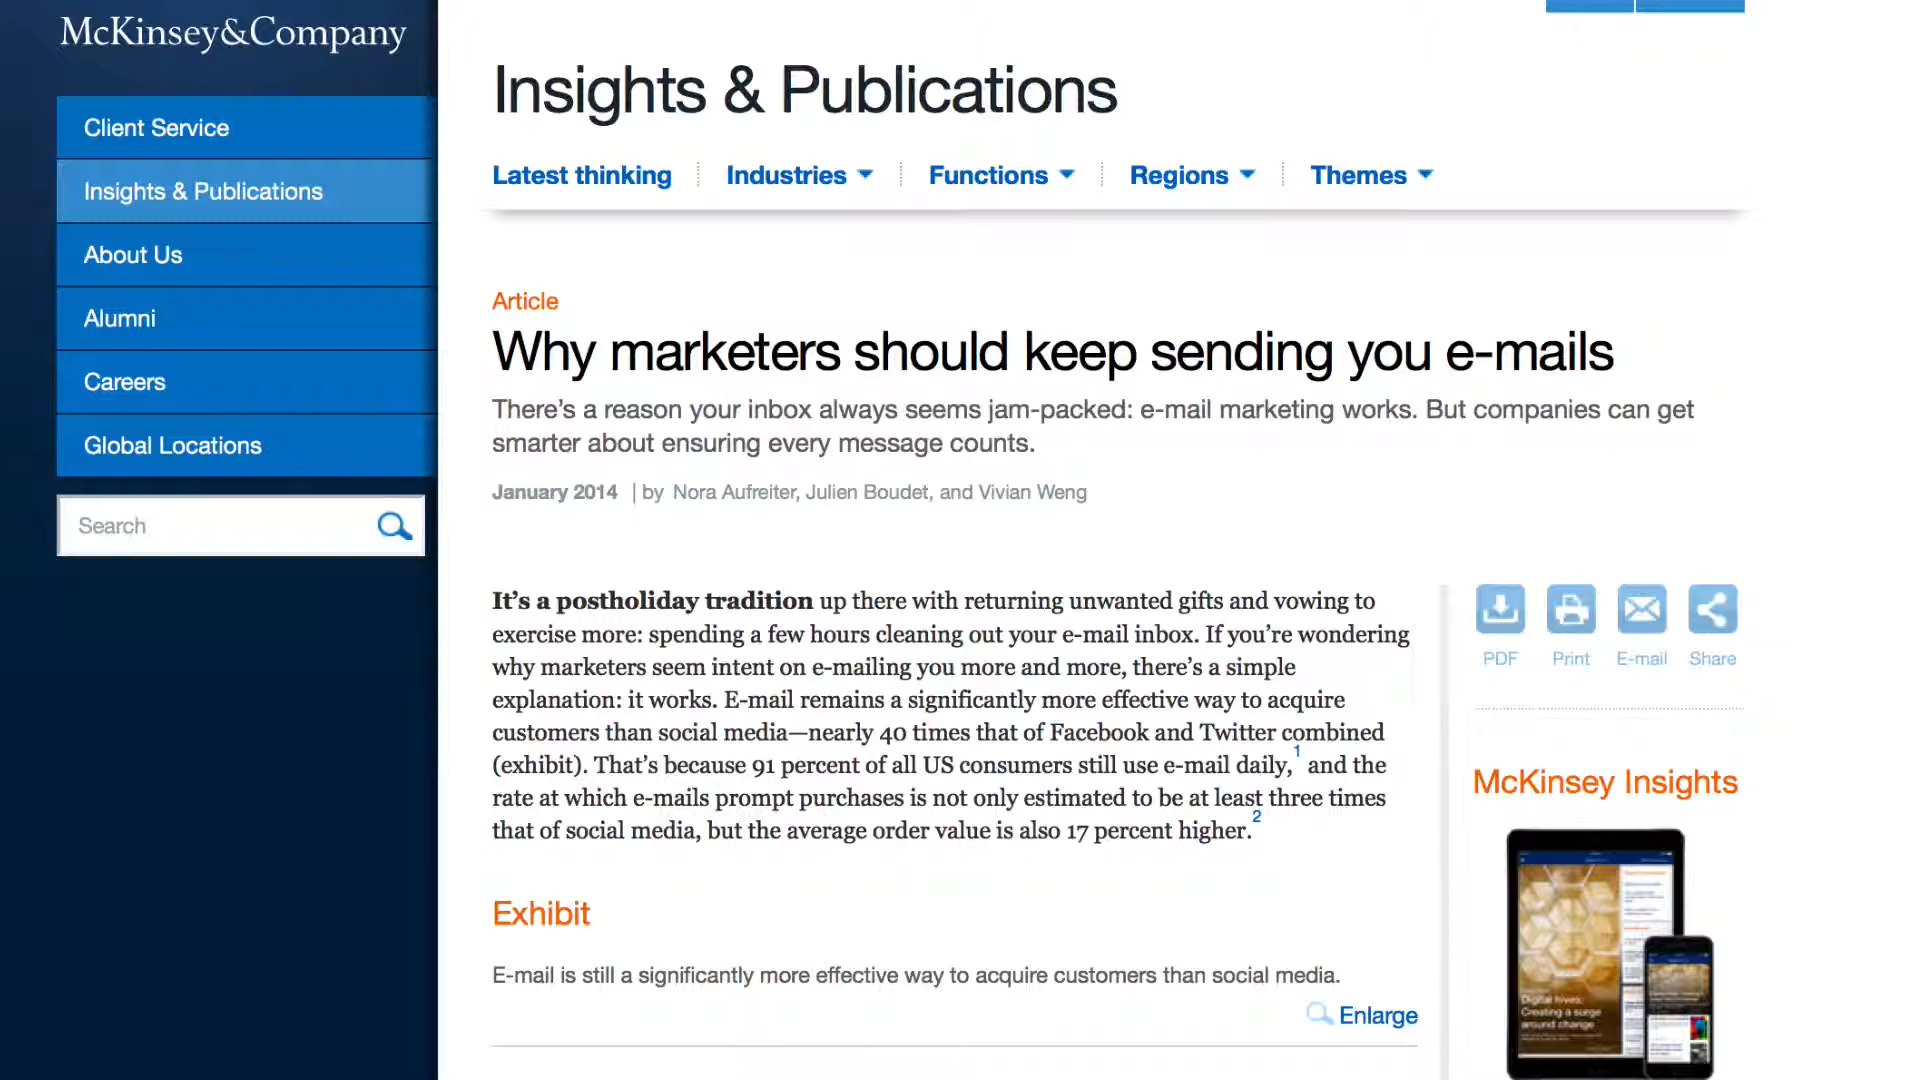 McKinsey&Company
Client Service
Insights & Publications
About Us
Alumni
Careers
Global Locations
Search
Insights & Publications
Latest thinking
Industries
Functions
Regions
Themes
Article
Why marketers should keep sending you e-mails
There's a reason your inbox always seems jam-packed: e-mail marketing works. But companies can get
smarter about ensuring every message counts.
January 2014 | by Nora Aufreiter, Julien Boudet, and Vivian Weng
It's a postholiday tradition up there with returning unwanted gifts and vowing to
exercise more: spending a few hours cleaning out your e-mail inbox. If you're wondering
why marketers seem intent on e-mailing you more and more, there's a simple
explanation: it works. E-mail remains a significantly more effective way to acquire
customers than social media—nearly 40 times that of Facebook and Twitter combined
(exhibit). That's because 91 percent of all US consumers still use e-mail daily,1 and the
rate at which e-mails prompt purchases is not only estimated to be at least three times
that of social media, but the average order value is also 17 percent higher.2
Exhibit
E-mail is still a significantly more effective way to acquire customers than social media.
Enlarge
PDF
Print
E-mail
Share
McKinsey Insights
Digital hives:
Creating a surge
around change